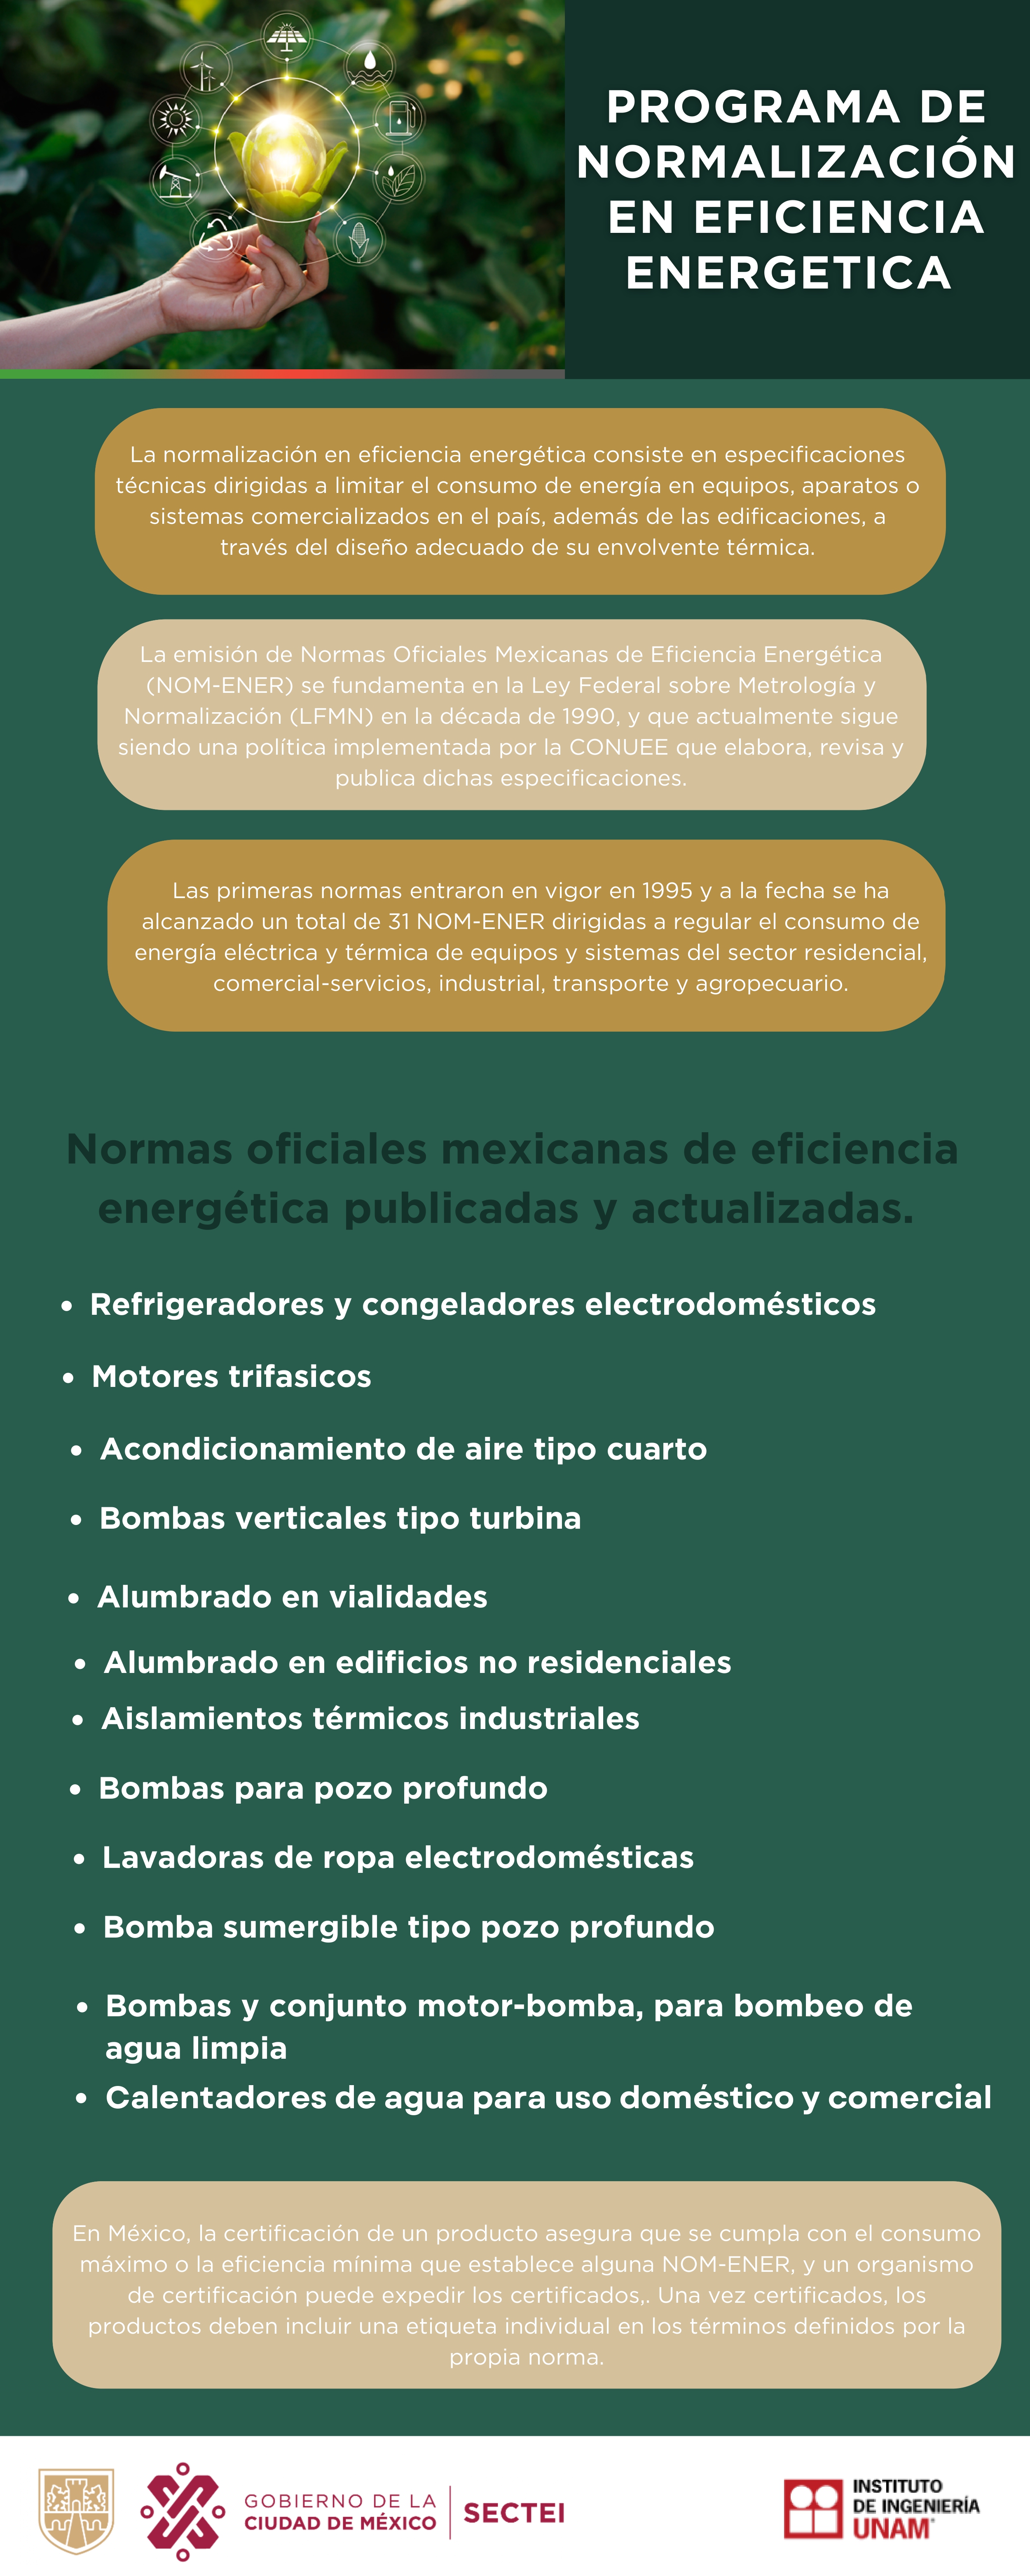 PROGRAMA DE
NORMALIZACIÓN
EN EFICIENCIA
ENERGETICA
La normalización en eficiencia energética consiste en especificaciones
técnicas dirigidas a limitar el consumo de energía en equipos, aparatos o
sistemas comercializados en el país, además de las edificaciones, a
través del diseño adecuado de su envolvente térmica.
La emisión de Normas Oficiales Mexicanas de Eficiencia Energética
(NOM-ENER) se fundamenta en la Ley Federal sobre Metrología y
Normalización (LFMN) en la década de 1990, y que actualmente sigue
siendo una política implementada por la CONUEE que elabora, revisa y
publica dichas especificaciones.
Las primeras normas entraron en vigor en 1995 y a la fecha se ha
alcanzado un total de 31 NOM-ENER dirigidas a regular el consumo de
energía eléctrica y térmica de equipos y sistemas del sector residencial,
comercial-servicios, industrial, transporte y agropecuario.
Normas oficiales mexicanas de eficiencia
energética publicadas y actualizadas.
• Refrigeradores y congeladores electrodomésticos
• Motores trifasicos
• Acondicionamiento de aire tipo cuarto
• Bombas verticales tipo turbina
• Alumbrado en vialidades
• Alumbrado en edificios no residenciales
• Aislamientos térmicos industriales
• Bombas para pozo profundo
• Lavadoras de ropa electrodomésticas
• Bomba sumergible tipo pozo profundo
• Bombas y conjunto motor-bomba, para bombeo de
agua limpia
• Calentadores de agua para uso doméstico y comercial
En México, la certificación de un producto asegura que se cumpla con el consumo
máximo o la eficiencia mínima que establece alguna NOM-ENER, y un organismo
de certificación puede expedir los certificados,. Una vez certificados, los
productos deben incluir una etiqueta individual en los términos definidos por la
propia norma.
GOBIERNO DE LA
CIUDAD DE MÉXICO
SECTEI
INSTITUTO
DE INGENIERÍA
UNAM